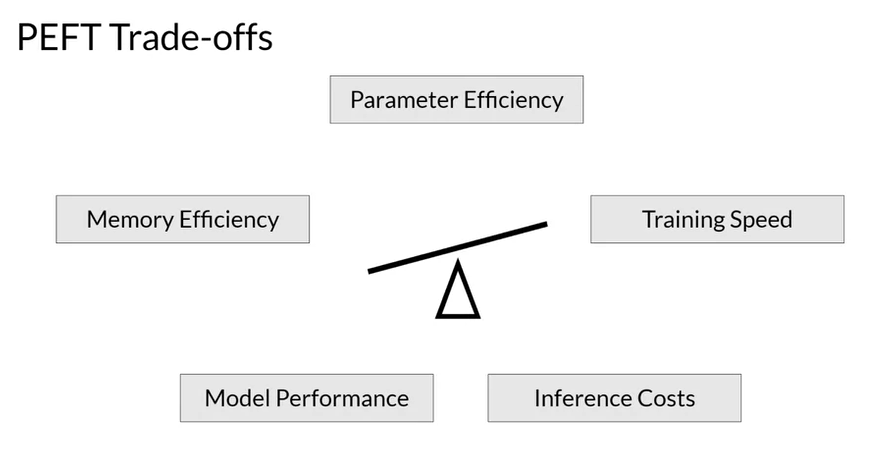 PEFT Trade-offs
Parameter Efficiency
Memory Efficiency
Training Speed
Model Performance
Inference Costs